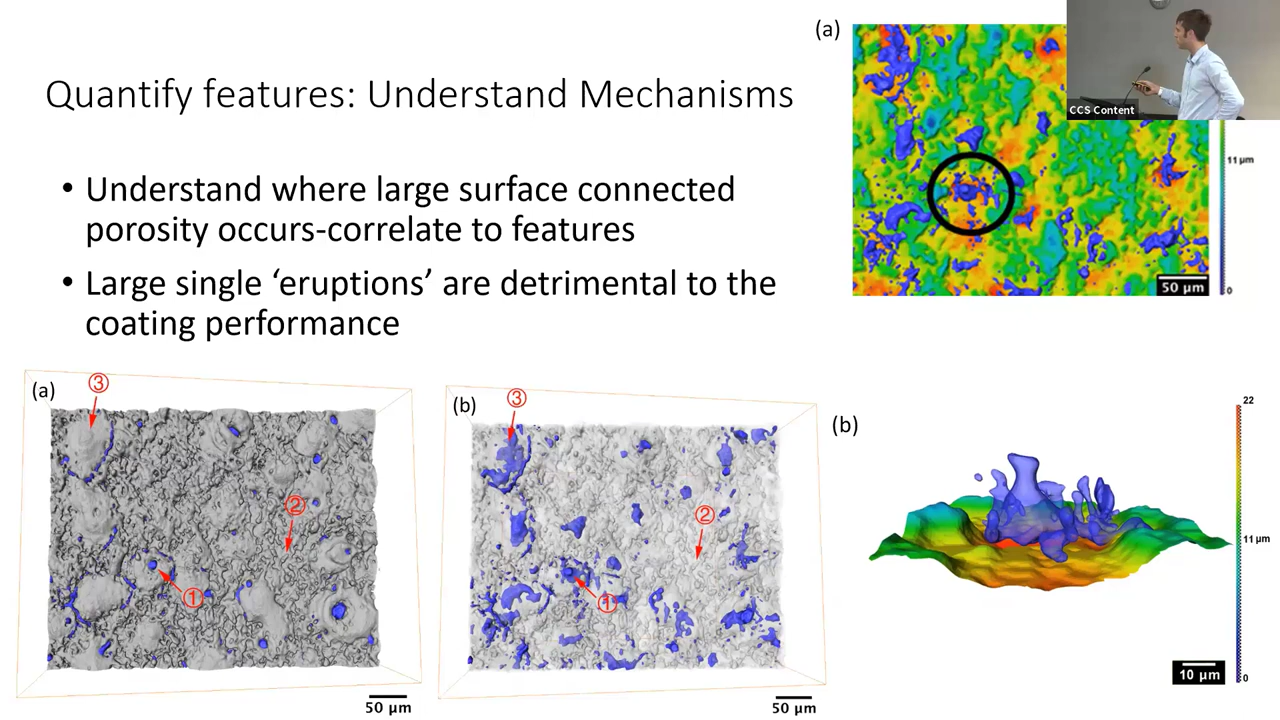 Quantify features: Understand Mechanisms
• Understand where large surface connected
porosity occurs-correlate to features
• Large single ‘eruptions’ are detrimental to the
coating performance
(a)
CCS Content
11 μm
0
50 μm
(a)
③
②
①
50 μm
(b)
③
②
①
50 μm
(b)
22
11 μm
0
10 μm